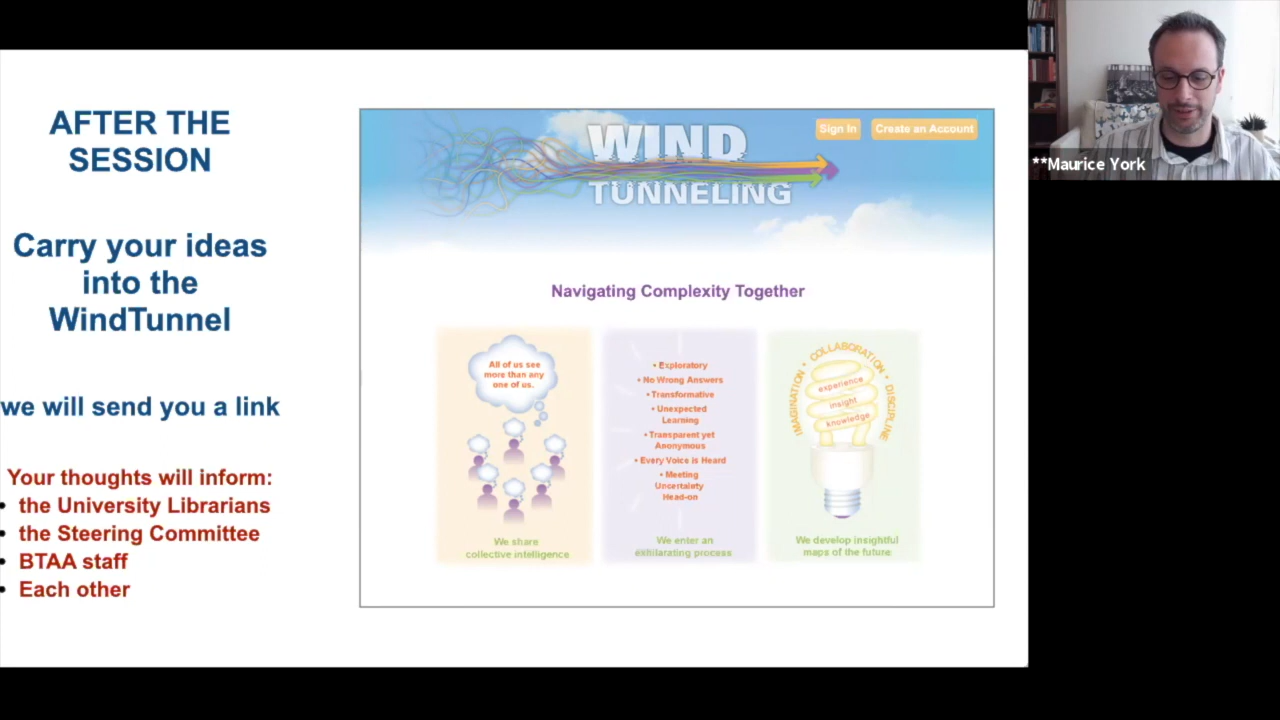 AFTER THE
SESSION
Carry your ideas
into the
WindTunnel
we will send you a link
Your thoughts will inform:
• the University Librarians
• the Steering Committee
• BTAA staff
• Each other
WIND
TUNNELING
Sign In
Create an Account
Navigating Complexity Together
All of us see
more than any
one of us.
We share
collective intelligence
• Exploratory
• No Wrong Answers
• Transformative
• Unexpected
Learning
• Transparent yet
Anonymous
• Every Voice is Heard
• Meeting
Uncertaity
Head-on
We enter an
exhilarating process
IMAGINATION • COLLABORATION • DISCIPLINE
experience
insight
knowledge
We develop insightful
maps of the future
**Maurice York